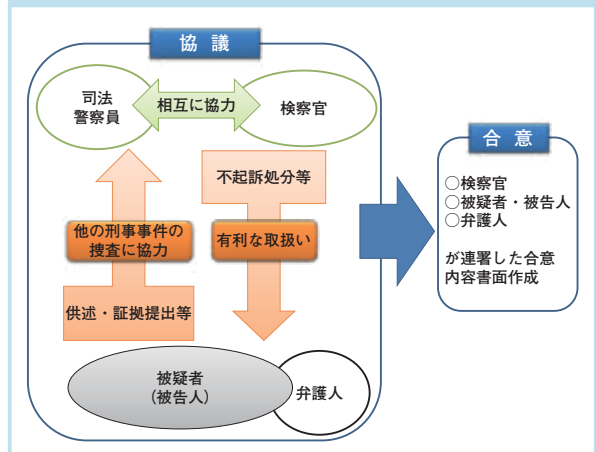 協議
司法
警察員
相互に協力
検察官
不起訴処分等
他の刑事事件の
捜査に協力
有利な取扱い
供述・証拠提出等
被疑者
(被告人)
弁護人
合意
○検察官
○被疑者・被告人
○弁護人
が連署した合意
内容書面作成